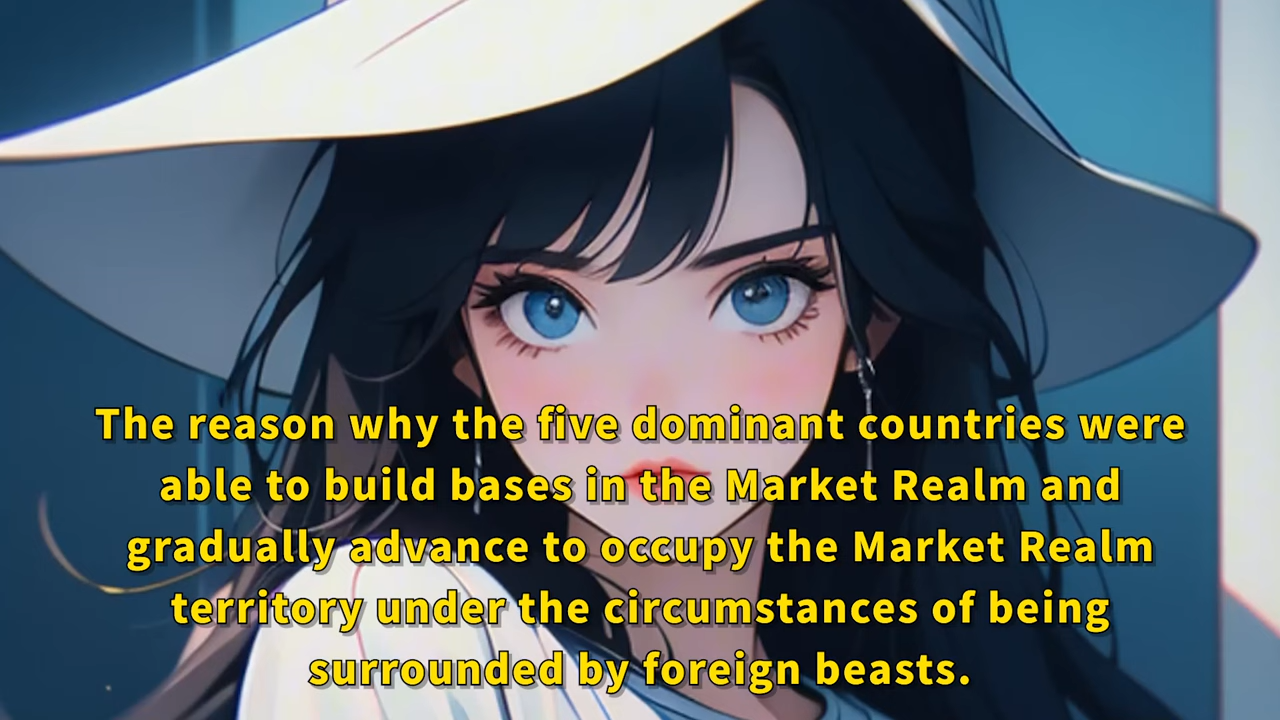 The reason why the five dominant countries were
able to build bases in the Market Realm and
gradually advance to occupy the Market Realm
territory under the circumstances of being
surrounded by foreign beasts.